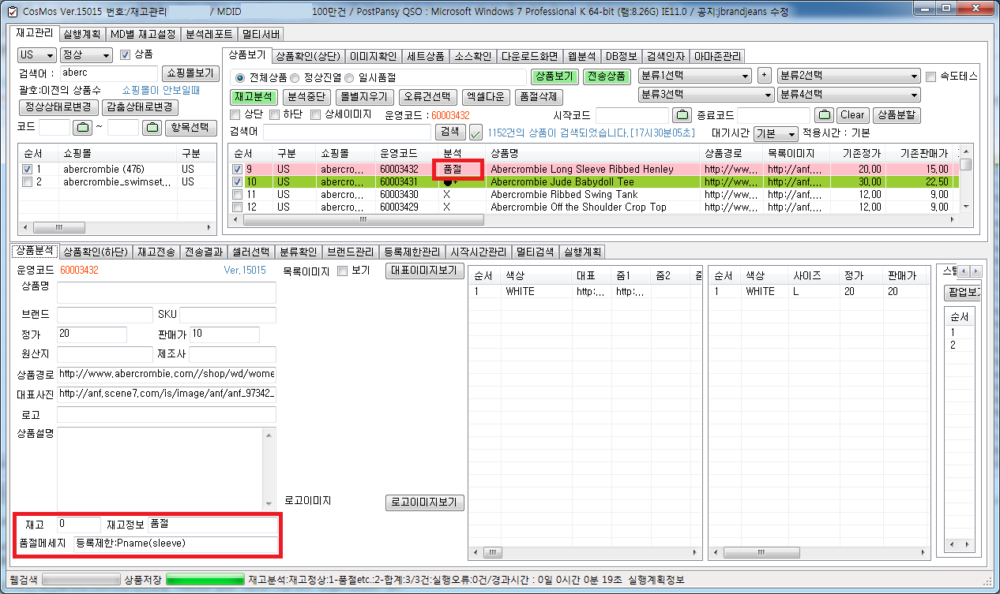 CosMos Ver.15015 번호:/재고관리 / MDID 100만건 / PostPansy QSO : Microsoft Windows 7 Professional K 64-bit (램:8.26G) IE11.0 / 공지:jbrandjeans 수정
재고관리 실행계획 MD별 재고설정 분석레포트 멀티서버
US 정상 상품
검색어 : aberc 쇼핑몰보기
괄호:이전의 상품수 쇼핑몰이 안보일때
정상상태로변경 감춤상태로변경
코드 ~ 항목선택
순서 쇼핑몰 구분
1 abercrombie (476) US
2 abercrombie_swimset... US
상품보기 상품확인(상단) 이미지확인 세트상품 소스확인 다운로드화면 웹분석 DB정보 검색인자 아마존관리
전체상품 정상진열 일시품절 상품보기 전송상품 분류1선택 + 분류2선택 속도테스
재고분석 분석중단 몰별지우기 오류건선택 엑셀다운 품절삭제 분류3선택 분류4선택
상단 하단 상세이미지 운영코드 : 60003432 시작코드 종료코드 Clear 상품분할
검색어 검색 1152건의 상품이 검색되었습니다.[17시30분05초] 대기시간 기본 적용시간 : 기본
순서 구분 쇼핑몰 운영코드 분석 상품명 상품경로 목록이미지 기존정가 기존판매가
9 US abercro... 60003432 품절 Abercrombie Long Sleeve Ribbed Henley http://ww... http://anf.... 20.00 15.00
10 US abercro... 60003431 ●+ Abercrombie Jude Babydoll Tee http://ww... http://anf.... 30.00 22.50
11 US abercro... 60003430 X Abercrombie Ribbed Swing Tank http://ww... http://anf.... 12.00 9.00
12 US abercro... 60003429 X Abercrombie Off the Shoulder Crop Top http://ww... http://anf.... 12.00 9.00
상품분석 상품확인(하단) 재고전송 전송결과 셀러선택 분류확인 브랜드관리 등록제한관리 시작시간관리 멀티검색 실행계획
운영코드 60003432 Ver.15015 목록이미지 보기 대표이미지보기
상품명
브랜드 SKU
정가 20 판매가 10
원산지 제조사
상품경로 http://www.abercrombie.com//shop/wd/wome
대표사진 http://anf.scene7.com/is/image/anf/anf_97342_
로고
상품설명
로고이미지 로고이미지보기
재고 0 재고정보 품절
품절메세지 등록제한:Pname(sleeve)
순서 색상 대표 줌1 줌2
1 WHITE http:... http:...
순서 색상 사이즈 정가 판매가
1 WHITE L 20 20
팝업보기
순서
1
2
웹검색 상품저장 재고분석:재고정상:1-품절etc.:2-합계:3/3건:실행오류:0건/경과시간 : 0일 0시간 0분 19초 실행계획정보